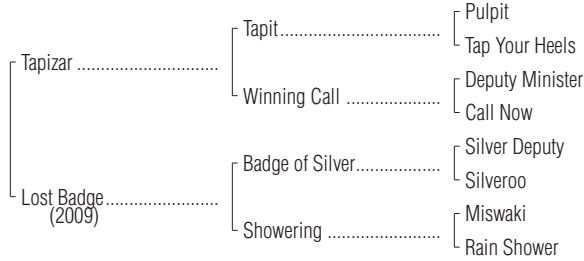 Pulpit
Tapit
Tap Your Heels
Tapizar
Deputy Minister
Winning Call
Call Now
Silver Deputy
Badge of Silver
Silveroo
Lost Badge
(2009)
Miswaki
Showering
Rain Shower